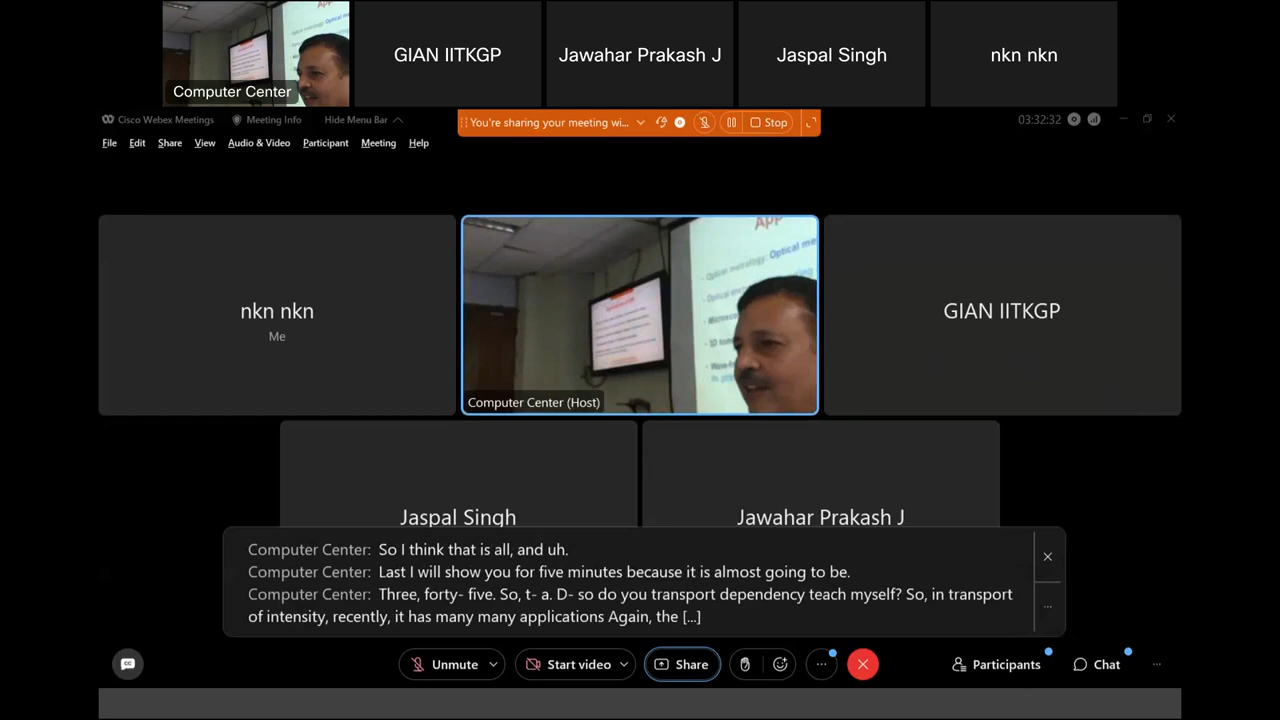 Computer Center
GIAN IITKGP
Jawahar Prakash J
Jaspal Singh
nkn nkn
Cisco Webex Meetings
Meeting Info
Hide Menu Bar
You're sharing your meeting wi...
Stop
03:32:32
File Edit Share View Audio & Video Participant Meeting Help
App
Optical metrology: Optical me
nkn nkn
Me
Computer Center (Host)
GIAN IITKGP
Jaspal Singh
Jawahar Prakash J
Computer Center: So I think that is all, and uh.
Computer Center: Last I will show you for five minutes because it is almost going to be.
Computer Center: Three, forty- five. So, t- a. D- so do you transport dependency teach myself? So, in transport
of intensity, recently, it has many many applications Again, the [...]
Unmute
Start video
Share
Participants
Chat